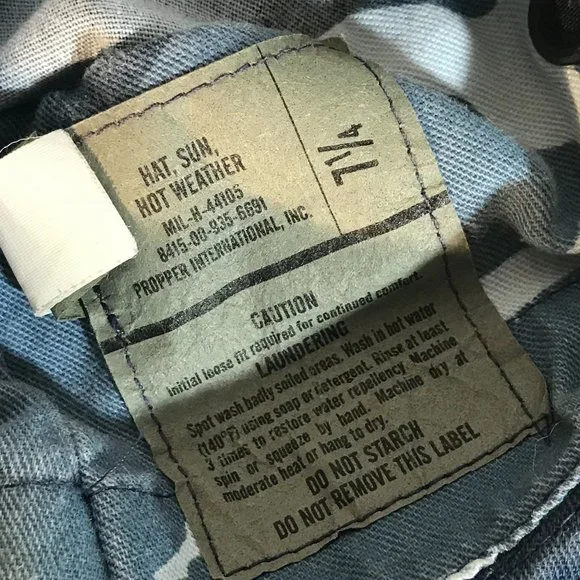 HAT, SUN,
HOT WEATHER
MIL-H-44105
8415-00-935-6691
PROPPER INTERNATIONAL, INC.
7 1/4
CAUTION
Initial loose fit required for continued comfort.
LAUNDERING
Spot wash badly soiled areas. Wash in hot water
(140°F) using soap or detergent. Rinse at least
3 times to restore water repellency. Machine
spin or squeeze by hand. Machine dry at
moderate heat or hang to dry.
DO NOT STARCH
DO NOT REMOVE THIS LABEL